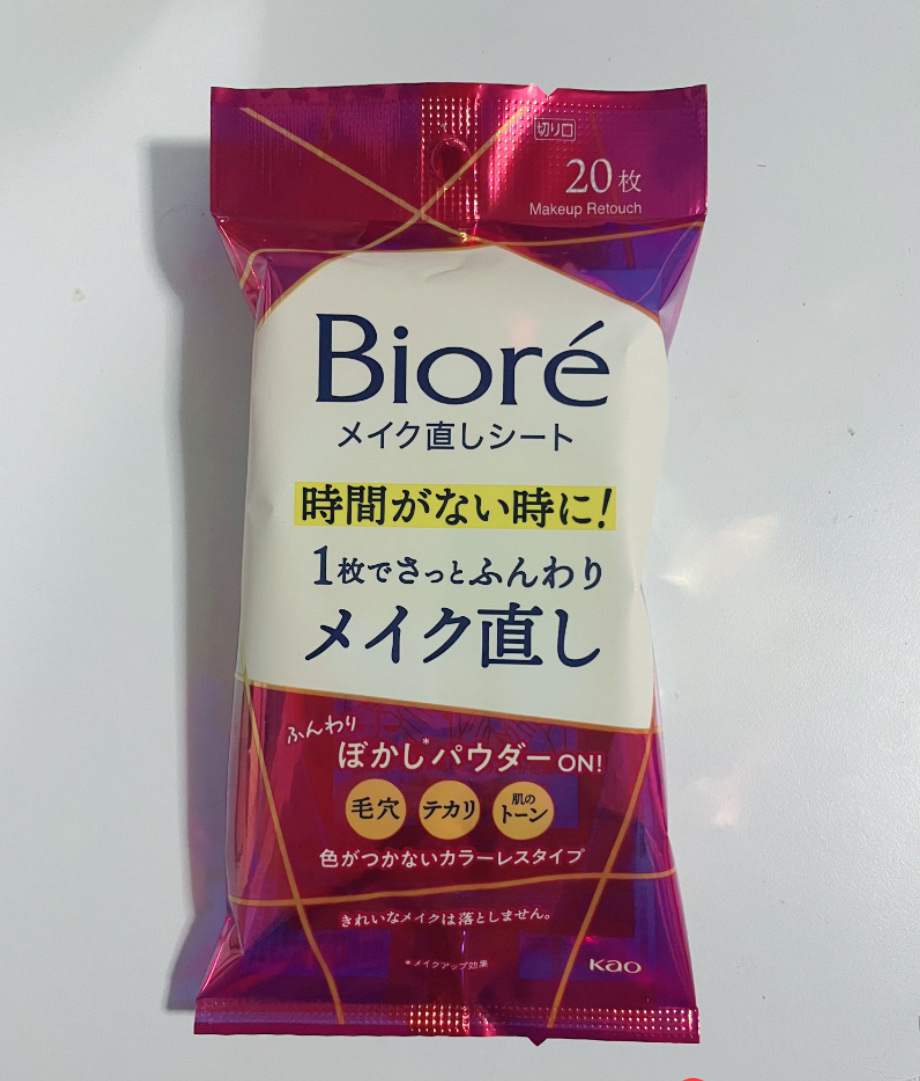 切り口
20枚
Makeup Retouch
Bioré
メイク直しシート
時間がない時に!
1枚でさっとふんわり
メイク直し
ふんわり
ぼかし*パウダーON!
毛穴 テカリ 肌のトーン
色がつかないカラーレスタイプ
きれいなメイクは落としません。
*メイクアップ効果
Kao